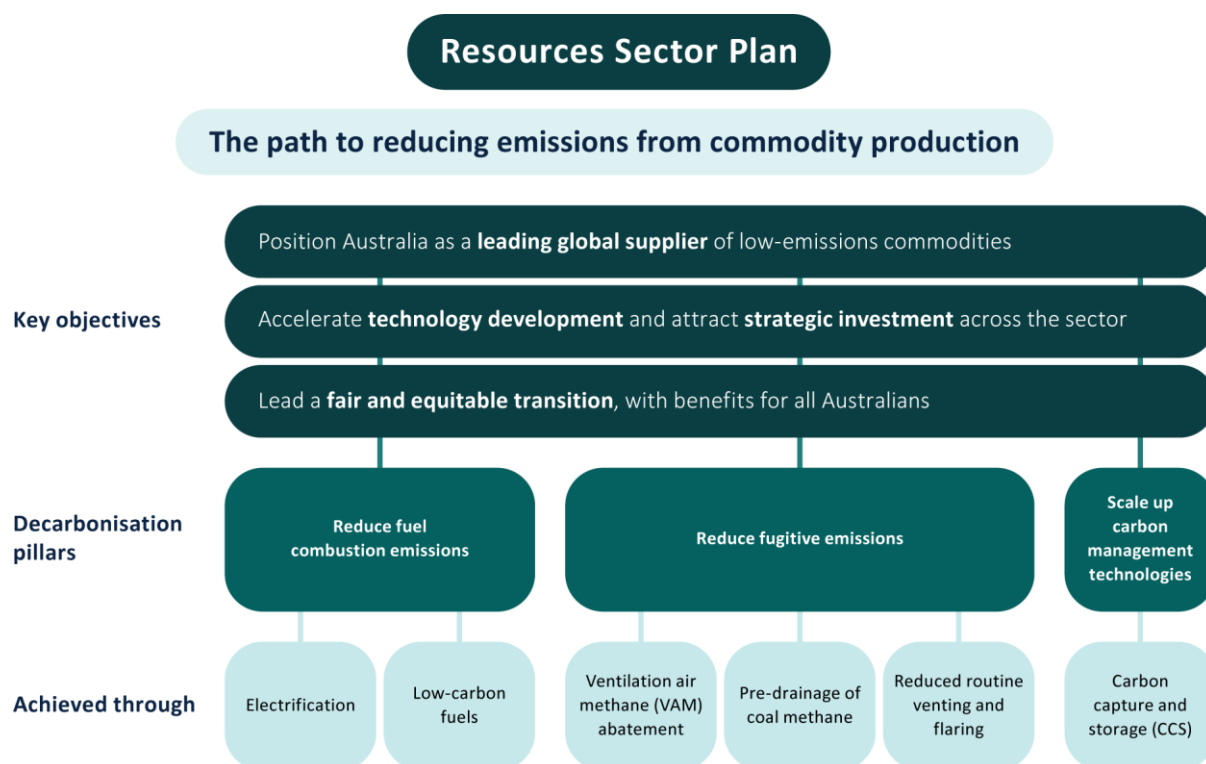 Resources Sector Plan
The path to reducing emissions from commodity production
Key objectives
Position Australia as a leading global supplier of low-emissions commodities
Accelerate technology development and attract strategic investment across the sector
Lead a fair and equitable transition, with benefits for all Australians
Decarbonisation
pillars
Reduce fuel
combustion emissions
Reduce fugitive emissions
Scale up
carbon
management
technologies
Achieved through
Electrification
Low-carbon
fuels
Ventilation air
methane (VAM)
abatement
Pre-drainage of
coal methane
Reduced routine
venting and
flaring
Carbon
capture and
storage (CCS)